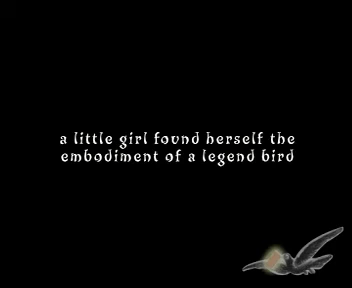 a little girl found herself the
embodiment of a legend bird